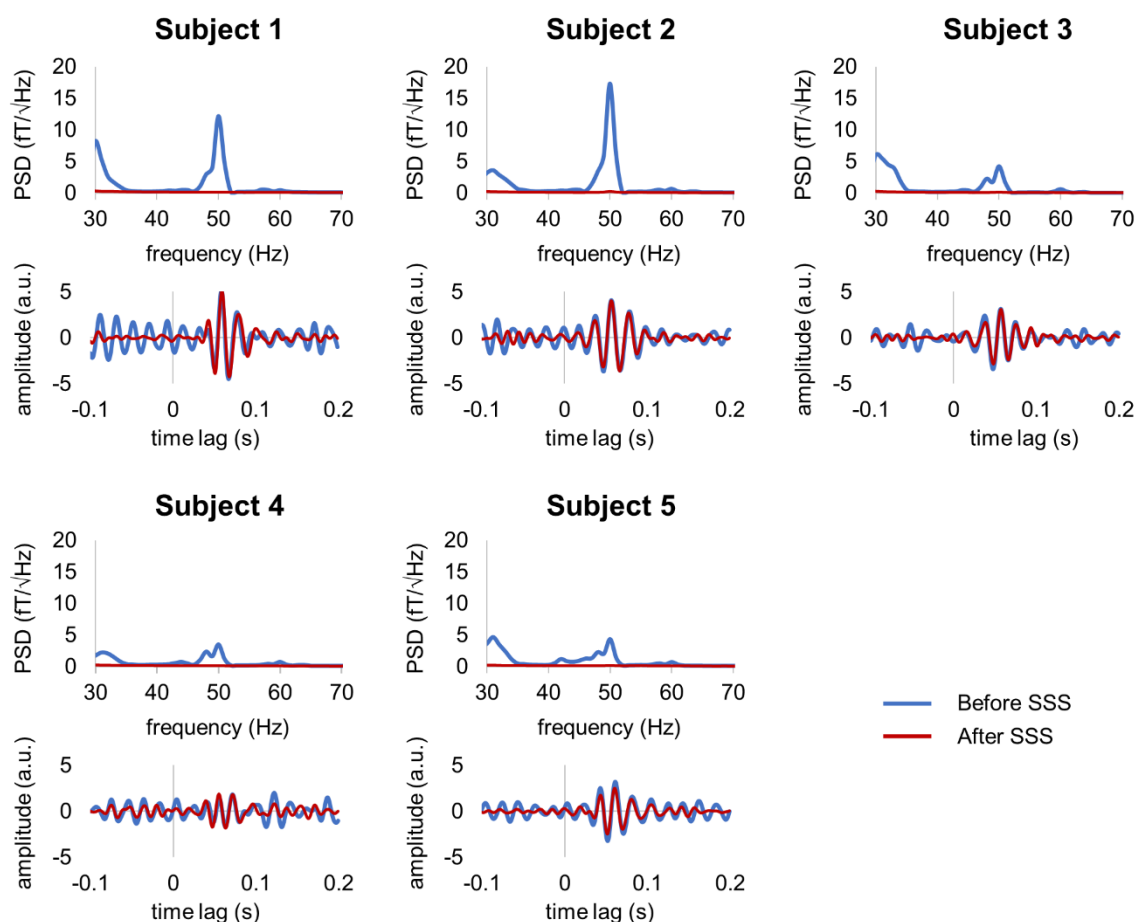 Subject 1
PSD (fT/√Hz)
20
15
10
5
0
30 40 50 60 70
frequency (Hz)
amplitude (a.u.)
5
0
-5
-0.1 0 0.1 0.2
time lag (s)
Subject 2
PSD (fT/√Hz)
20
15
10
5
0
30 40 50 60 70
frequency (Hz)
amplitude (a.u.)
5
0
-5
-0.1 0 0.1 0.2
time lag (s)
Subject 3
PSD (fT/√Hz)
20
15
10
5
0
30 40 50 60 70
frequency (Hz)
amplitude (a.u.)
5
0
-5
-0.1 0 0.1 0.2
time lag (s)
Subject 4
PSD (fT/√Hz)
20
15
10
5
0
30 40 50 60 70
frequency (Hz)
amplitude (a.u.)
5
0
-5
-0.1 0 0.1 0.2
time lag (s)
Subject 5
PSD (fT/√Hz)
20
15
10
5
0
30 40 50 60 70
frequency (Hz)
amplitude (a.u.)
5
0
-5
-0.1 0 0.1 0.2
time lag (s)
Before SSS
After SSS